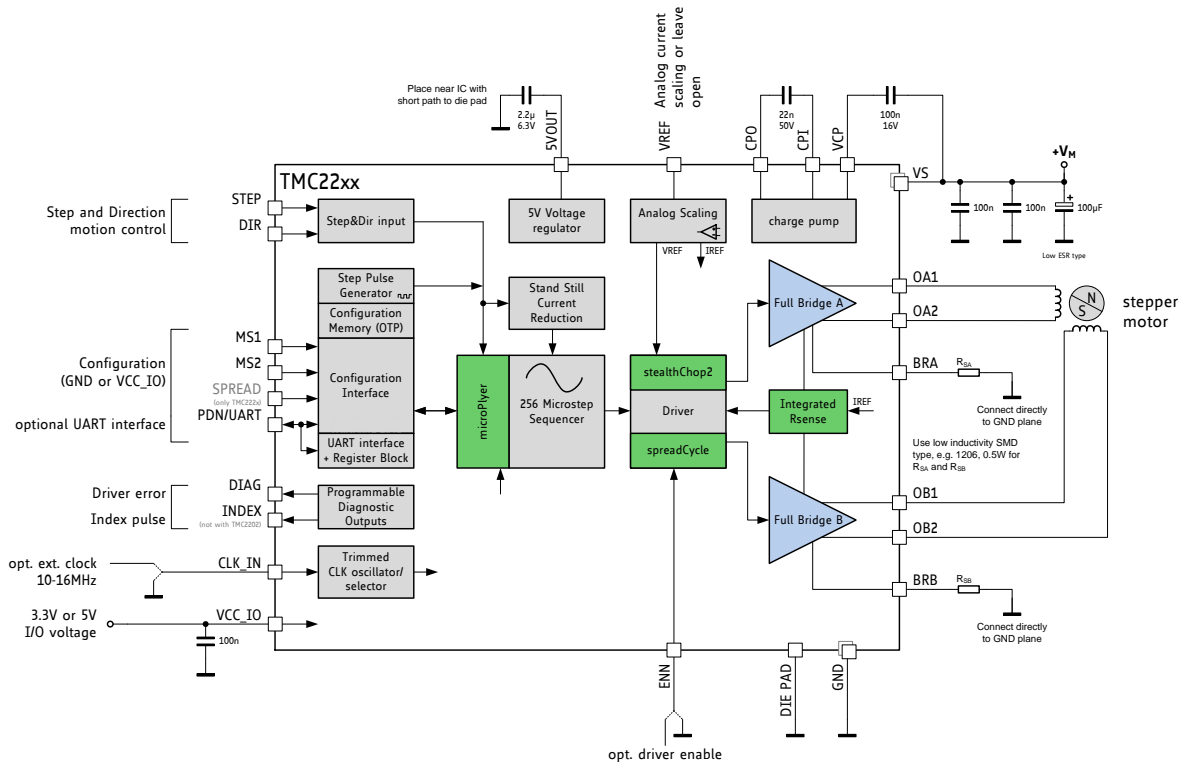 Place near IC with
short path to die pad
2.2µ
6.3V
5VOUT
VREF
Analog current
scaling or leave
open
CPO
22n
50V
CPI
VCP
100n
16V
+VM
VS
100n
100n
+
100µF
Low ESR type
TMC22xx
Step and Direction
motion control
STEP
DIR
Step&Dir input
5V Voltage
regulator
Analog Scaling
VREF
IREF
charge pump
Step Pulse
Generator
Configuration
Memory (OTP)
Stand Still
Current
Reduction
Full Bridge A
OA1
OA2
N
S
stepper
motor
Configuration
(GND or VCC_IO)
optional UART interface
MS1
MS2
SPREAD
(only TMC222x)
PDN/UART
Configuration
Interface
UART interface
+ Register Block
microPlyer
256 Microstep
Sequencer
stealthChop2
Driver
spreadCycle
Integrated
Rsense
IREF
BRA
RSA
Connect directly
to GND plane
Use low inductivity SMD
type, e.g. 1206, 0.5W for
RSA and RSB
Driver error
Index pulse
DIAG
INDEX
(not with TMC2202)
Programmable
Diagnostic
Outputs
Full Bridge B
OB1
OB2
opt. ext. clock
10-16MHz
CLK_IN
Trimmed
CLK oscillator/
selector
BRB
RSB
Connect directly
to GND plane
3.3V or 5V
I/O voltage
VCC_IO
100n
ENN
DIE PAD
GND
opt. driver enable